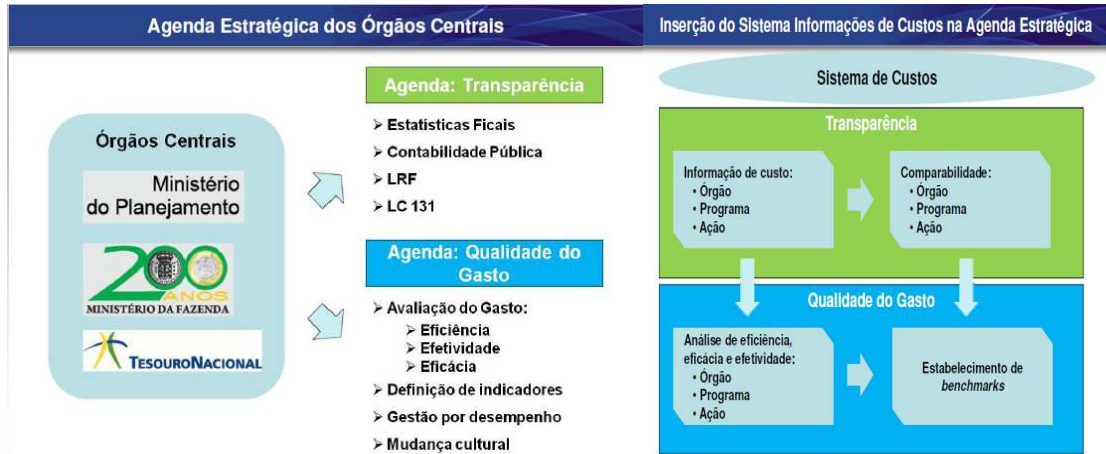 Agenda Estratégica dos Órgãos Centrais
Órgãos Centrais
Ministério
do Planejamento
200
ANOS
MINISTÉRIO DA FAZENDA
TESOURONACIONAL
Agenda: Transparência
➢ Estatísticas Ficais
➢ Contabilidade Pública
➢ LRF
➢ LC 131
Agenda: Qualidade do
Gasto
➢ Avaliação do Gasto:
➢ Eficiência
➢ Efetividade
➢ Eficácia
➢ Definição de indicadores
➢ Gestão por desempenho
➢ Mudança cultural
Inserção do Sistema Informações de Custos na Agenda Estratégica
Sistema de Custos
Transparência
Informação de custo:
• Órgão
• Programa
• Ação
Comparabilidade:
• Órgão
• Programa
• Ação
Qualidade do Gasto
Análise de eficiência,
eficácia e efetividade:
• Órgão
• Programa
• Ação
Estabelecimento de
benchmarks